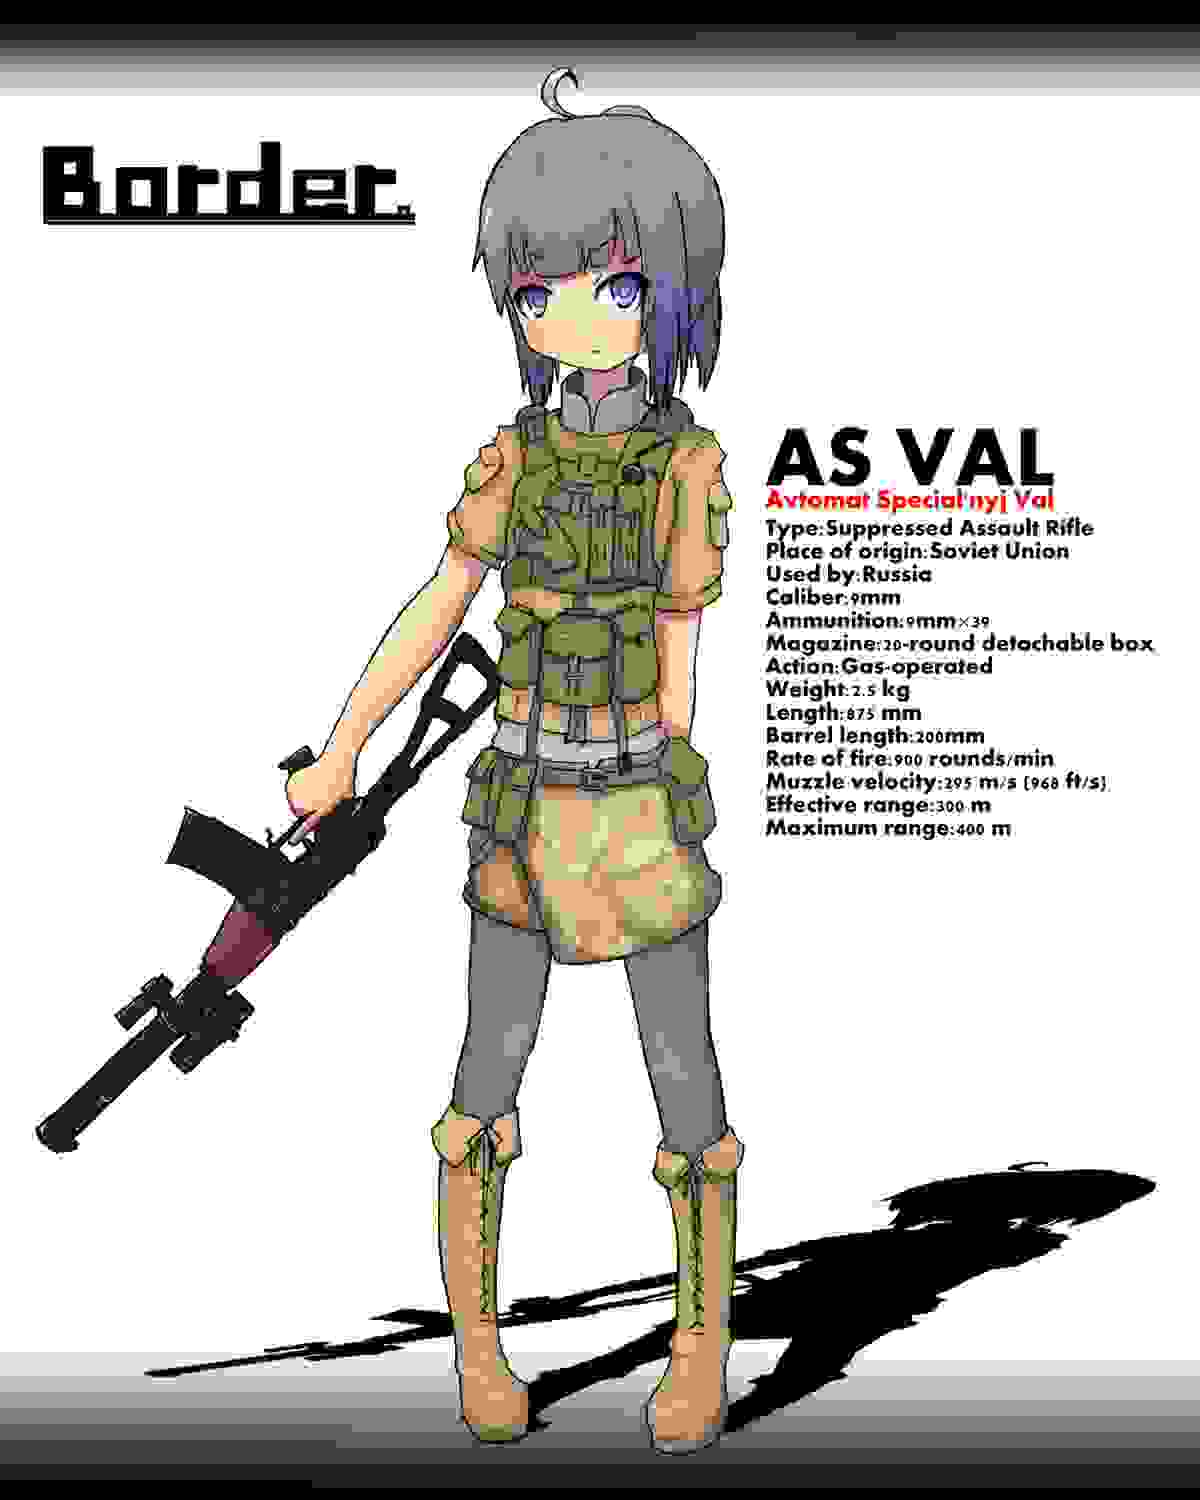 Border.
AS VAL
Avtomat Special'nyj Val
Type:Suppressed Assault Rifle
Place of origin:Soviet Union
Used by:Russia
Caliber:9mm
Ammunition:9mm×39
Magazine:20-round detachable box
Action:Gas-operated
Weight:2.5 kg
Length:875 mm
Barrel length:200mm
Rate of fire:900 rounds/min
Muzzle velocity:295 m/s (968 ft/s)
Effective range:300 m
Maximum range:400 m